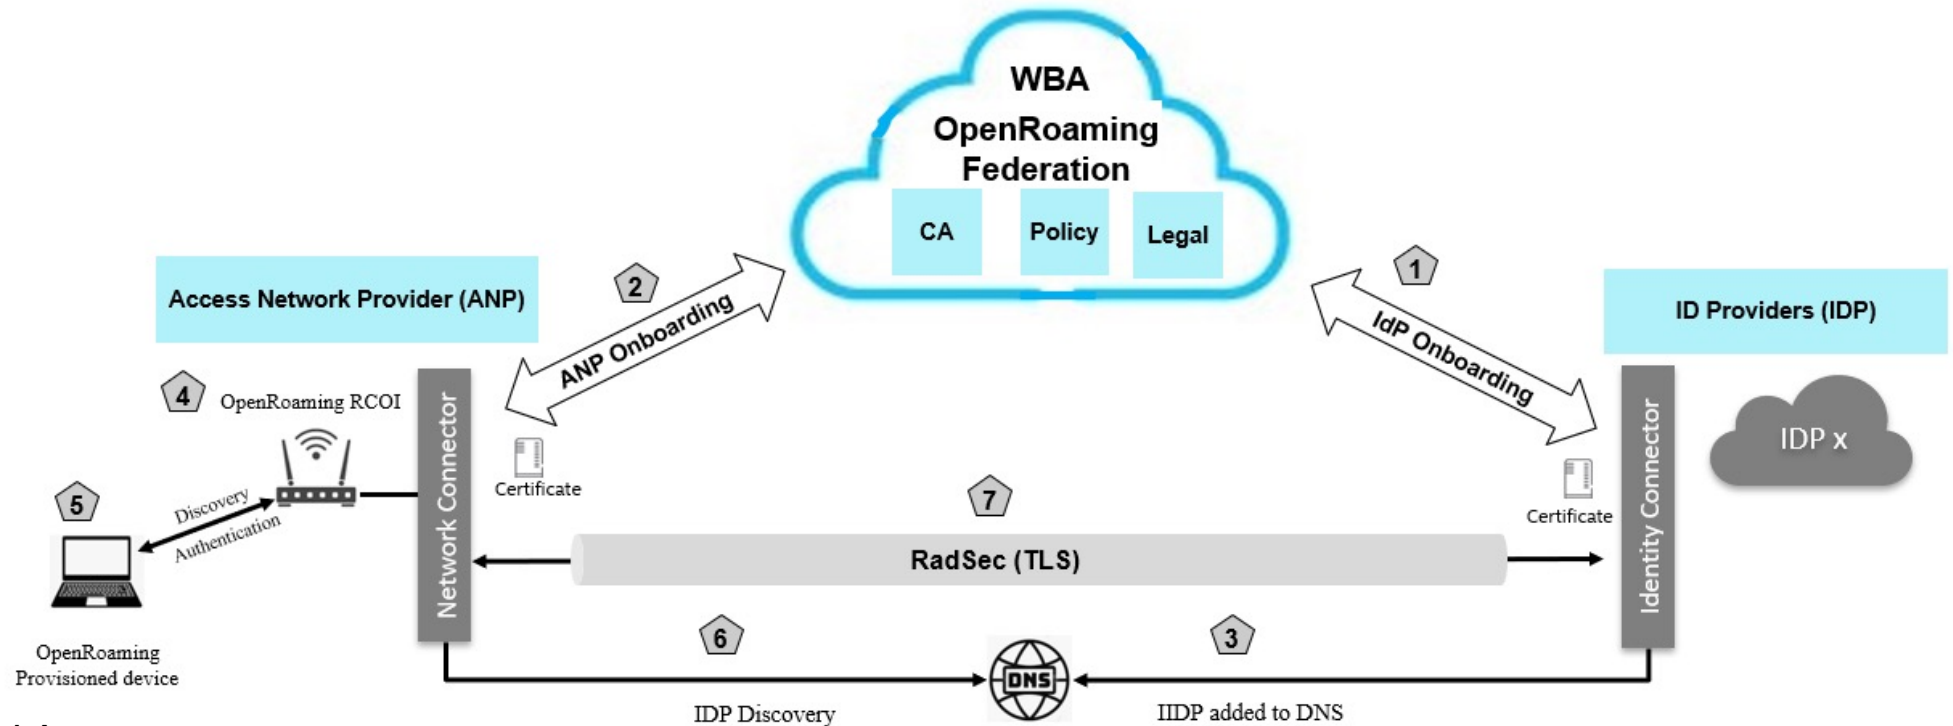 WBA
OpenRoaming
Federation
CA
Policy
Legal
2
1
Access Network Provider (ANP)
ANP Onboarding
IdP Onboarding
ID Providers (IDP)
4
OpenRoaming RCOI
Network Connector
Certificate
Identity Connector
IDP x
Certificate
5
Discovery
Authentication
7
RadSec (TLS)
OpenRoaming
Provisioned device
6
3
DNS
IDP Discovery
IIDP added to DNS